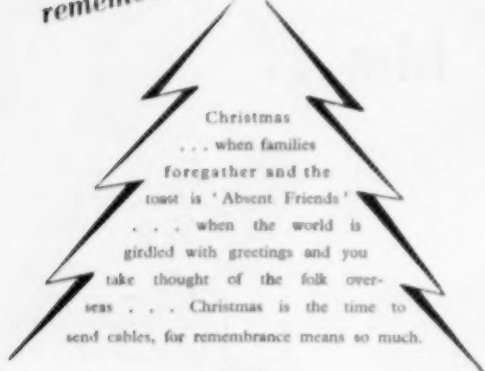 Christmas
. . . when families
foregather and the
toast is ‘Absent Friends’
. . . when the world is
girdled with greetings and you
take thought of the folk over-
seas . . . Christmas is the time to
send cables, for remembrance means so much.